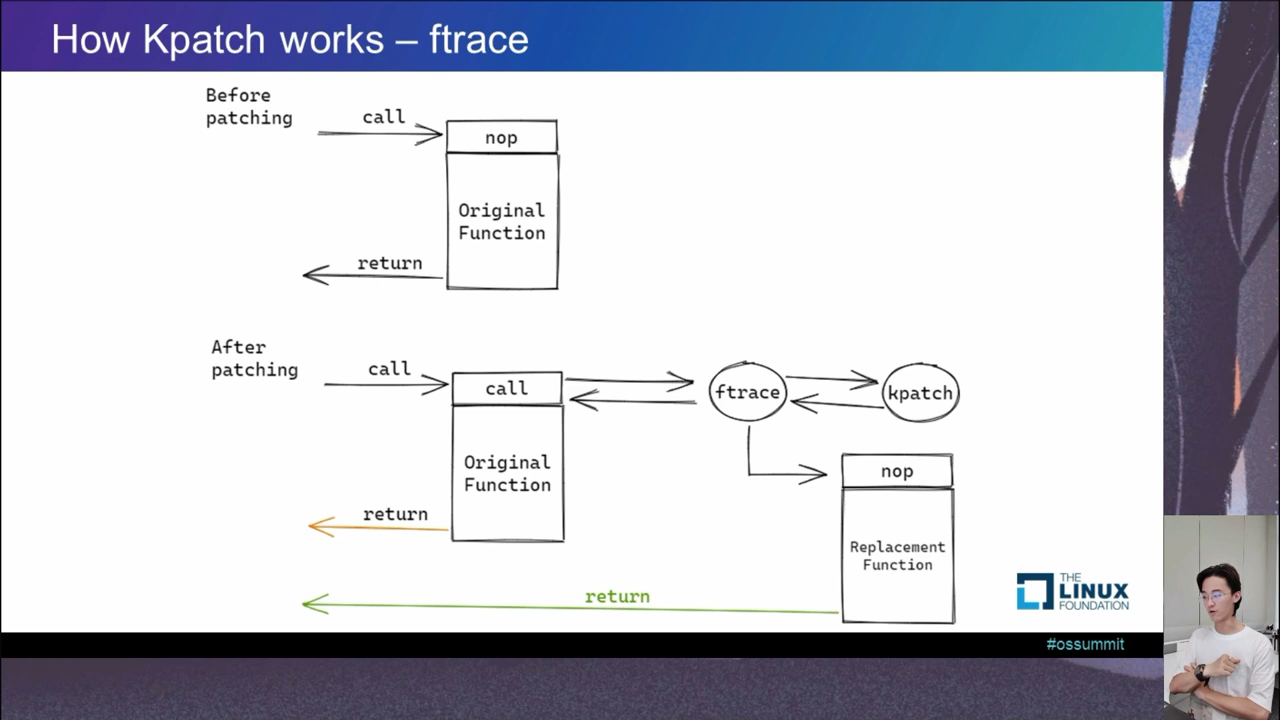 How Kpatch works – ftrace
Before
patching
call
nop
Original
Function
return
After
patching
call
call
ftrace
kpatch
Original
Function
nop
return
Replacement
Function
return
THE
LINUX
FOUNDATION
#ossummit